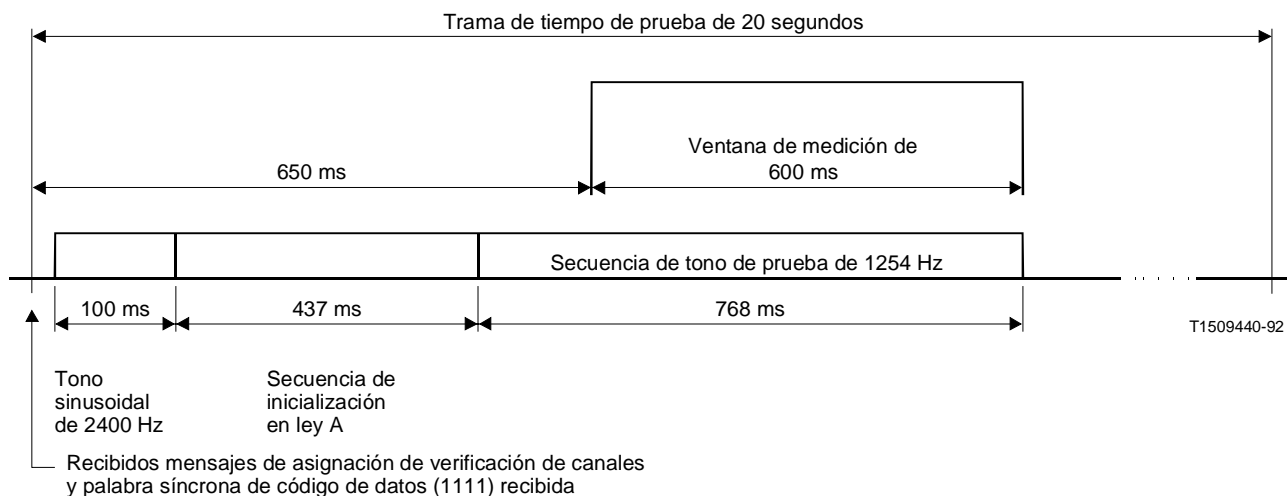 Trama de tiempo de prueba de 20 segundos
Ventana de medición de
600 ms
650 ms
Secuencia de tono de prueba de 1254 Hz
100 ms
437 ms
768 ms
T1509440-92
Tono
sinusoidal
de 2400 Hz
Secuencia de
inicialización
en ley A
Recibidos mensajes de asignación de verificación de canales
y palabra síncrona de código de datos (1111) recibida